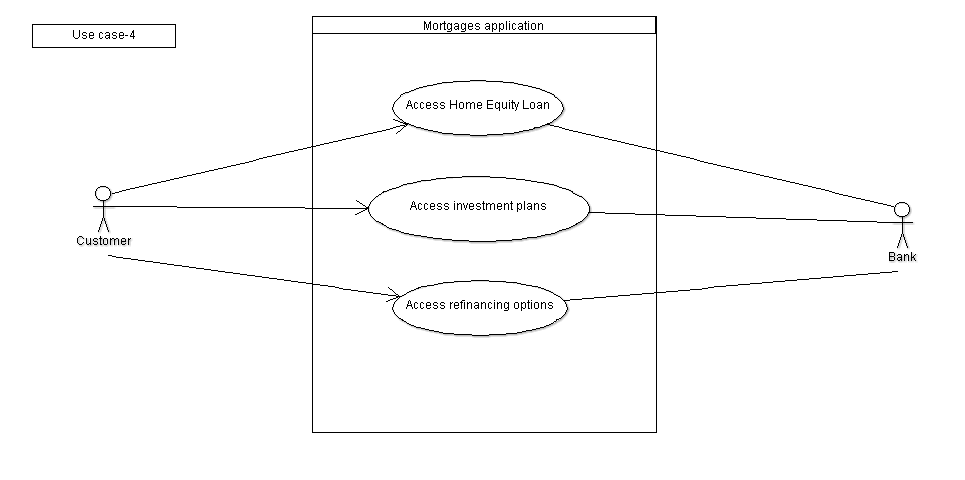 Use case-4
Mortgages application
Access Home Equity Loan
Access investment plans
Customer
Bank
Access refinancing options